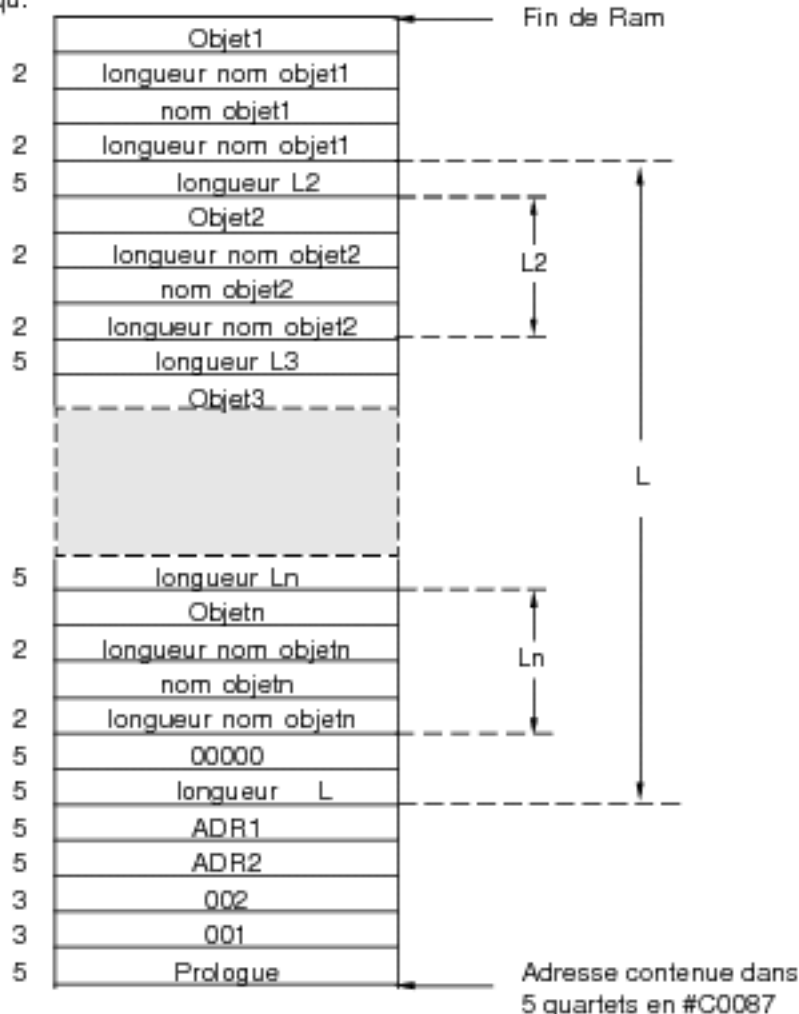 qu.
Fin de Ram
Objet1
2 longueur nom objet1
nom objet1
2 longueur nom objet1
5 longueur L2
Objet2
2 longueur nom objet2
L2
nom objet2
2 longueur nom objet2
5 longueur L3
Objet3
L
5 longueur Ln
Objetn
2 longueur nom objetn
Ln
nom objetn
2 longueur nom objetn
5 00000
5 longueur L
5 ADR1
5 ADR2
3 002
3 001
5 Prologue
Adresse contenue dans
5 quartets en #C0087